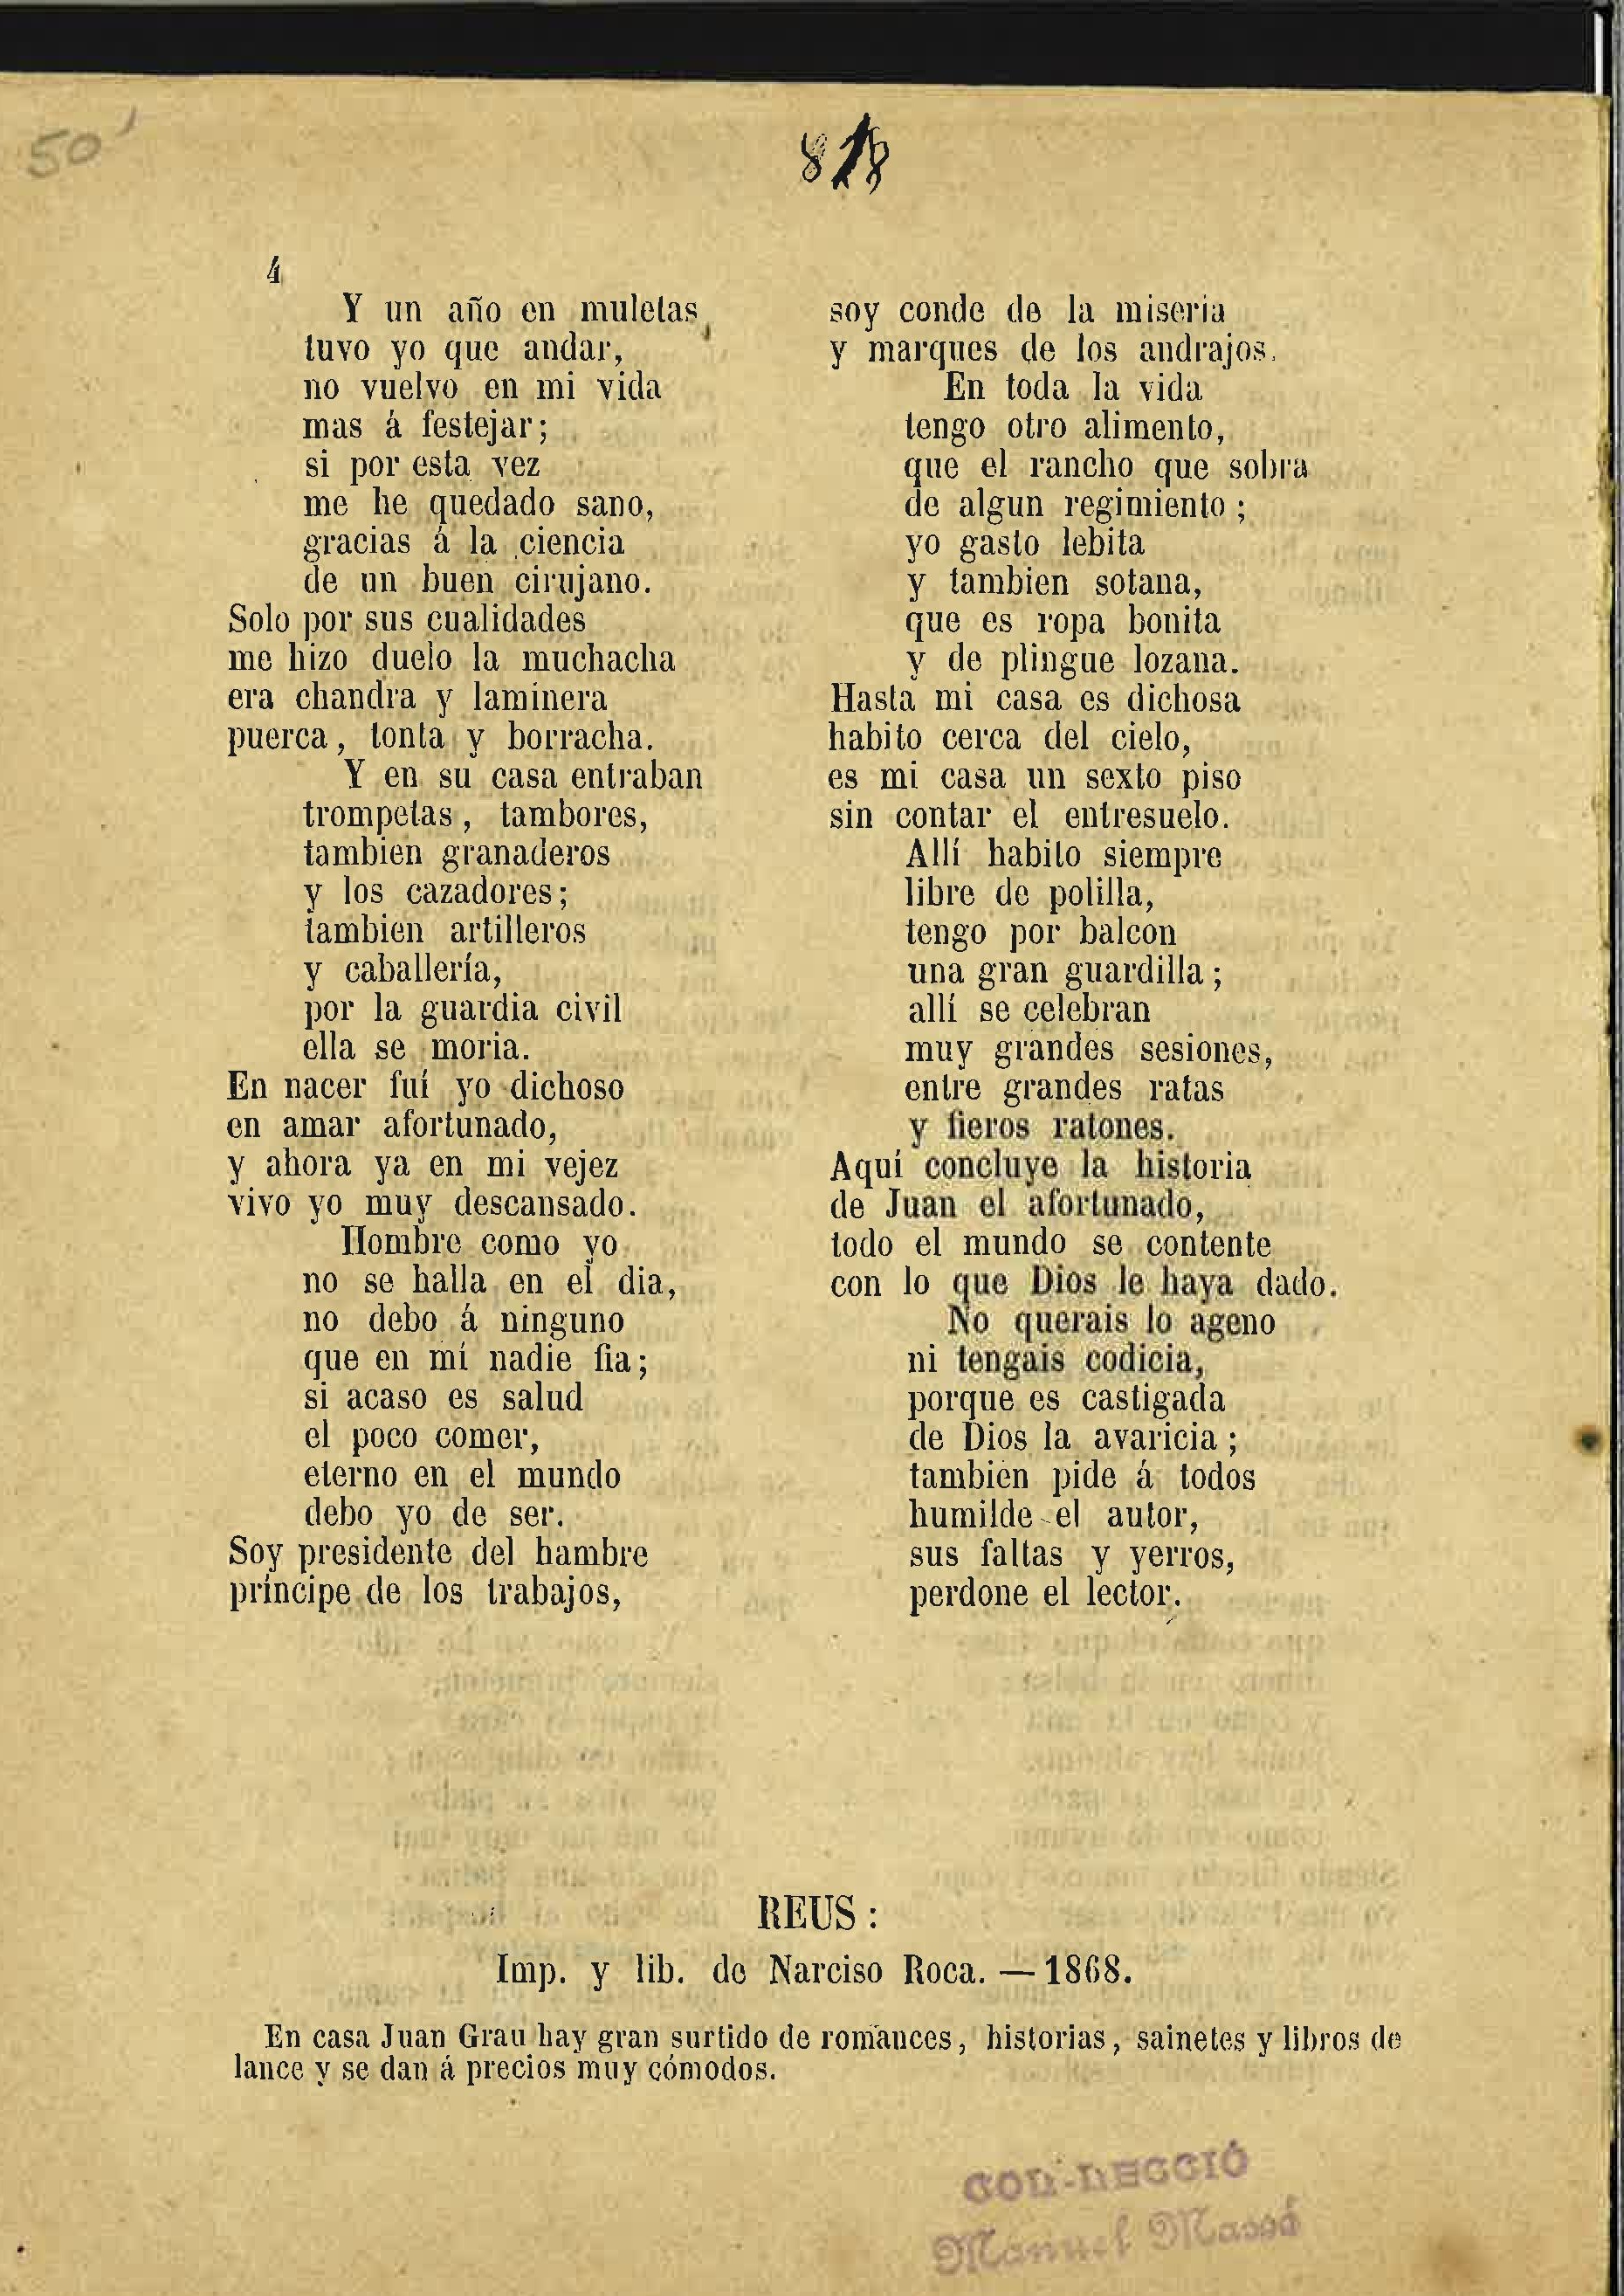 50
4
Y un año en muletas
tuvo yo que andar,
no vuelvo en mi vida
mas á festejar;
si por esta vez
me he quedado sano,
gracias á la ciencia
de un buen cirujano.
Solo por sus cualidades
me hizo duelo la muchacha
era chandra y laminera
puerca, tonta y borracha.
Y en su casa entraban
trompetas, tambores,
tambien granaderos
y los cazadores;
tambien artilleros
y caballería,
por la guardia civil
ella se moria.
En nacer fuí yo dichoso
en amar afortunado,
y ahora ya en mi vejez
vivo yo muy descansado.
Hombre como yo
no se halla en el dia,
no debo á ninguno
que en mí nadie fia;
si acaso es salud
el poco comer,
eterno en el mundo
debo yo de ser.
Soy presidente del hambre
príncipe de los trabajos,
soy conde de la miseria
y marques de los andrajos.
En toda la vida
tengo otro alimento,
que el rancho que sobra
de algun regimiento;
yo gasto lebita
y tambien sotana,
que es ropa bonita
y de plingue lozana.
Hasta mi casa es dichosa
habito cerca del cielo,
es mi casa un sexto piso
sin contar el entresuelo.
Allí habito siempre
libre de polilla,
tengo por balcon
una gran guardilla;
allí se celebran
muy grandes sesiones,
entre grandes ratas
y fieros ratones.
Aquí concluye la historia
de Juan el afortunado,
todo el mundo se contente
con lo que Dios le haya dado.
No querais lo ageno
ni tengais codicia,
porque es castigada
de Dios la avaricia;
tambien pide á todos
humilde el autor,
sus faltas y yerros,
perdone el lector.
REUS:
Imp. y lib. de Narciso Roca. — 1868.
En casa Juan Grau hay gran surtido de romances, historias, sainetes y libros de
lance y se dan á precios muy cómodos.
COL·LECCIÓ
Manuel Massó